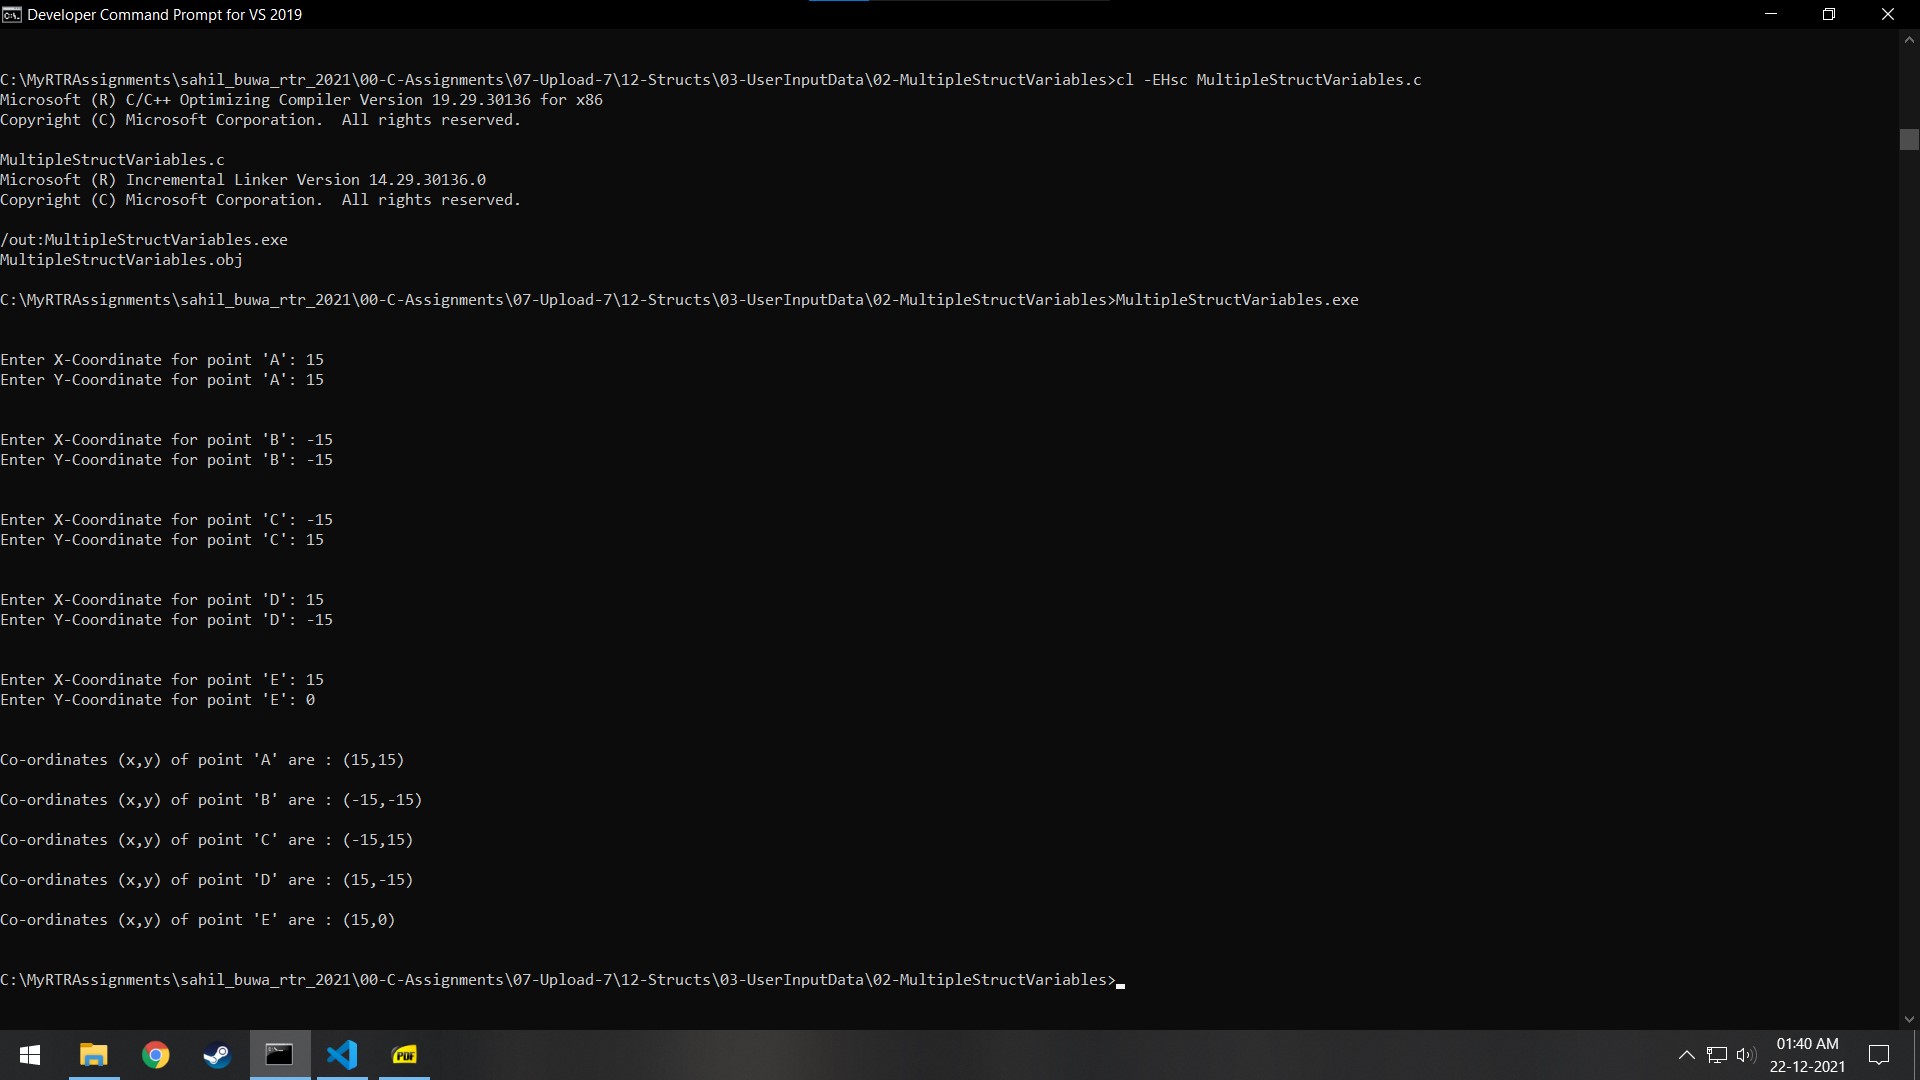 Developer Command Prompt for VS 2019
C:\MyRTRAssignments\sahil_buwa_rtr_2021\00-C-Assignments\07-Upload-7\12-Structs\03-UserInputData\02-MultipleStructVariables>cl -EHsc MultipleStructVariables.c
Microsoft (R) C/C++ Optimizing Compiler Version 19.29.30136 for x86
Copyright (C) Microsoft Corporation.  All rights reserved.
MultipleStructVariables.c
Microsoft (R) Incremental Linker Version 14.29.30136.0
Copyright (C) Microsoft Corporation.  All rights reserved.
/out:MultipleStructVariables.exe
MultipleStructVariables.obj
C:\MyRTRAssignments\sahil_buwa_rtr_2021\00-C-Assignments\07-Upload-7\12-Structs\03-UserInputData\02-MultipleStructVariables>MultipleStructVariables.exe
Enter X-Coordinate for point 'A': 15
Enter Y-Coordinate for point 'A': 15
Enter X-Coordinate for point 'B': -15
Enter Y-Coordinate for point 'B': -15
Enter X-Coordinate for point 'C': -15
Enter Y-Coordinate for point 'C': 15
Enter X-Coordinate for point 'D': 15
Enter Y-Coordinate for point 'D': -15
Enter X-Coordinate for point 'E': 15
Enter Y-Coordinate for point 'E': 0
Co-ordinates (x,y) of point 'A' are : (15,15)
Co-ordinates (x,y) of point 'B' are : (-15,-15)
Co-ordinates (x,y) of point 'C' are : (-15,15)
Co-ordinates (x,y) of point 'D' are : (15,-15)
Co-ordinates (x,y) of point 'E' are : (15,0)
C:\MyRTRAssignments\sahil_buwa_rtr_2021\00-C-Assignments\07-Upload-7\12-Structs\03-UserInputData\02-MultipleStructVariables>
PDF
01:40 AM
22-12-2021